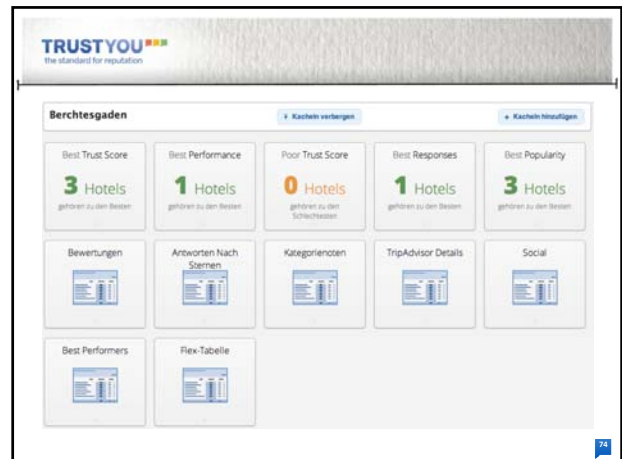 TRUSTYOU
the standard for reputation
Berchtesgaden
Kacheln verbergen
+ Kacheln hinzufügen
Best Trust Score
3 Hotels
gehören zu den Besten
Best Performance
1 Hotels
gehören zu den Besten
Poor Trust Score
0 Hotels
gehören zu den
Schlechtesten
Best Responses
1 Hotels
gehören zu den Besten
Best Popularity
3 Hotels
gehören zu den Besten
Bewertungen
Antworten Nach
Sternen
Kategorienoten
TripAdvisor Details
Social
Best Performers
Flex-Tabelle
74